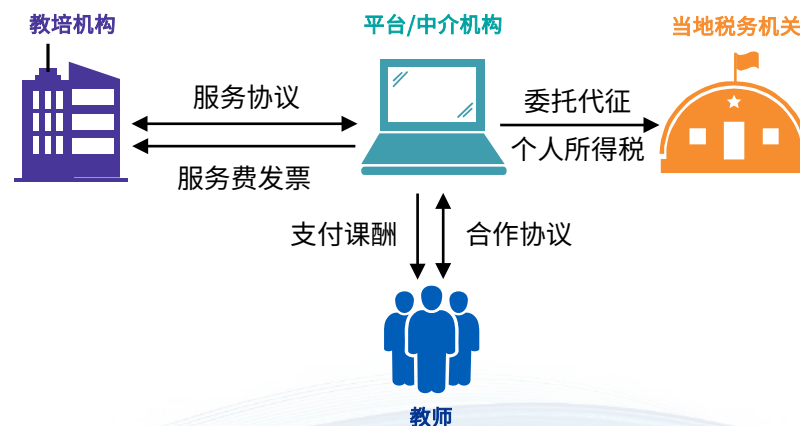 教培机构
平台/中介机构
当地税务机关
服务协议
委托代征
个人所得税
服务费发票
支付课酬
合作协议
教师